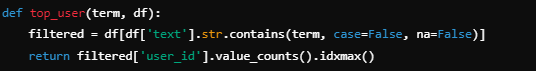 def top_user(term, df):
    filtered = df[df['text'].str.contains(term, case=False, na=False)]
    return filtered['user_id'].value_counts().idxmax()